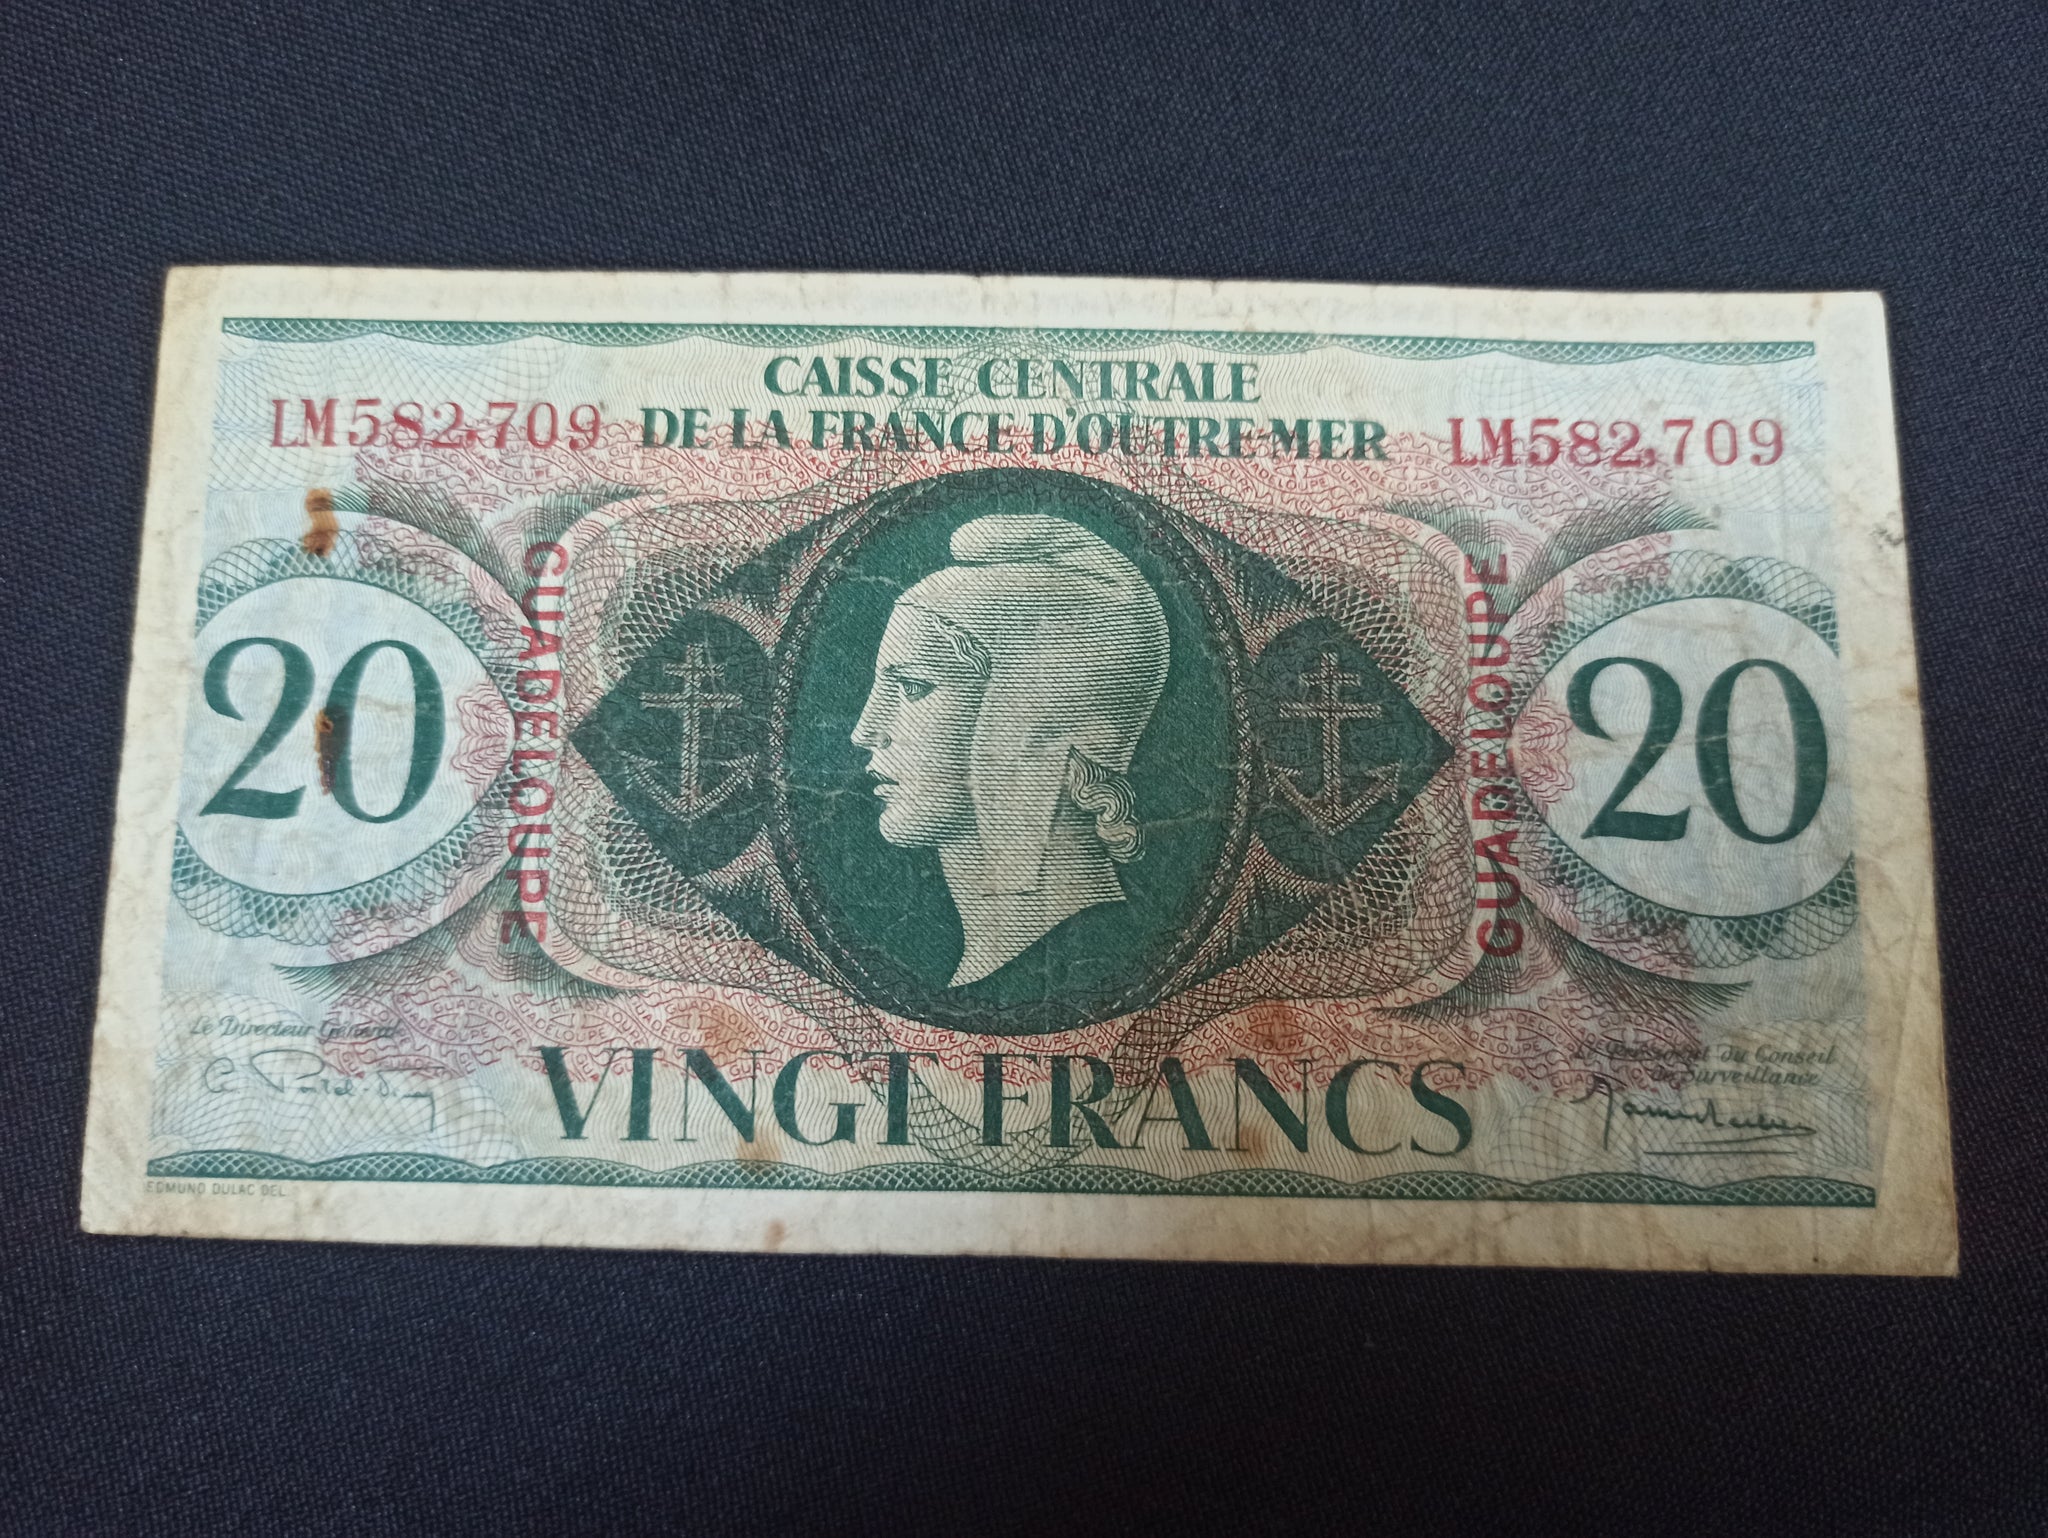 CAISSE CENTRALE
DE LA FRANCE D'OUTRE-MER
LM582,709
LM582,709
GUADELOUPE
GUADELOUPE
20
20
Le Directeur Général
Le Président du Conseil
de Surveillance
VINGT FRANCS
EDMUND DULAC DEL